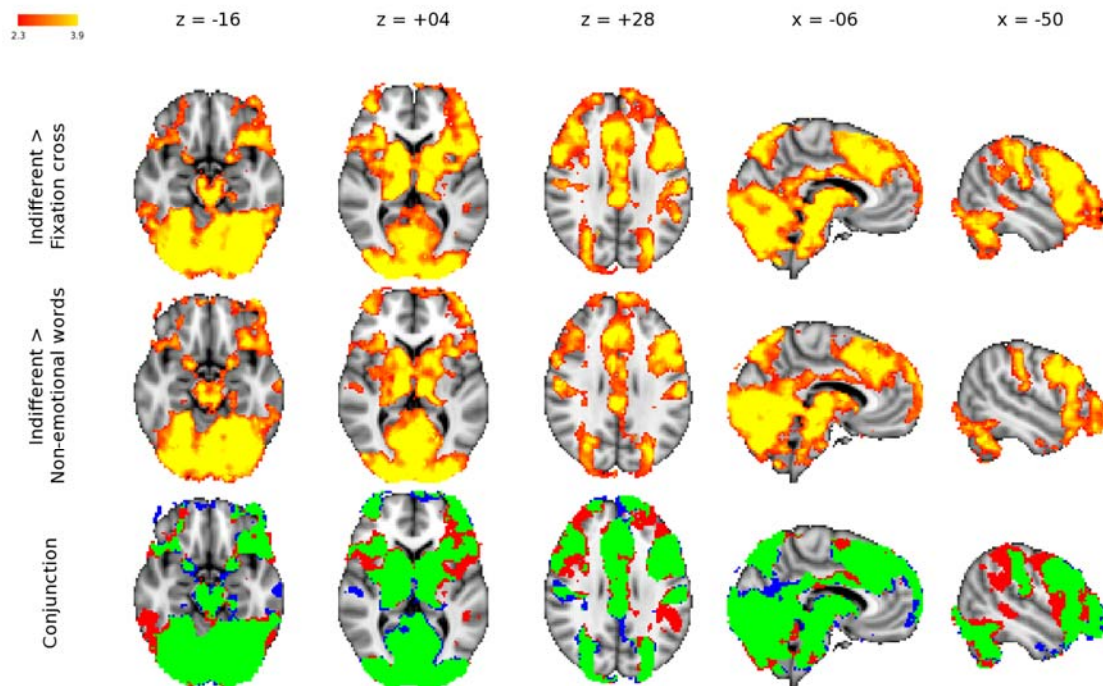 z = -16
z = +04
z = +28
x = -06
x = -50
2.3
3.9
Indifferent >
Fixation cross
Indifferent >
Non-emotional words
Conjunction